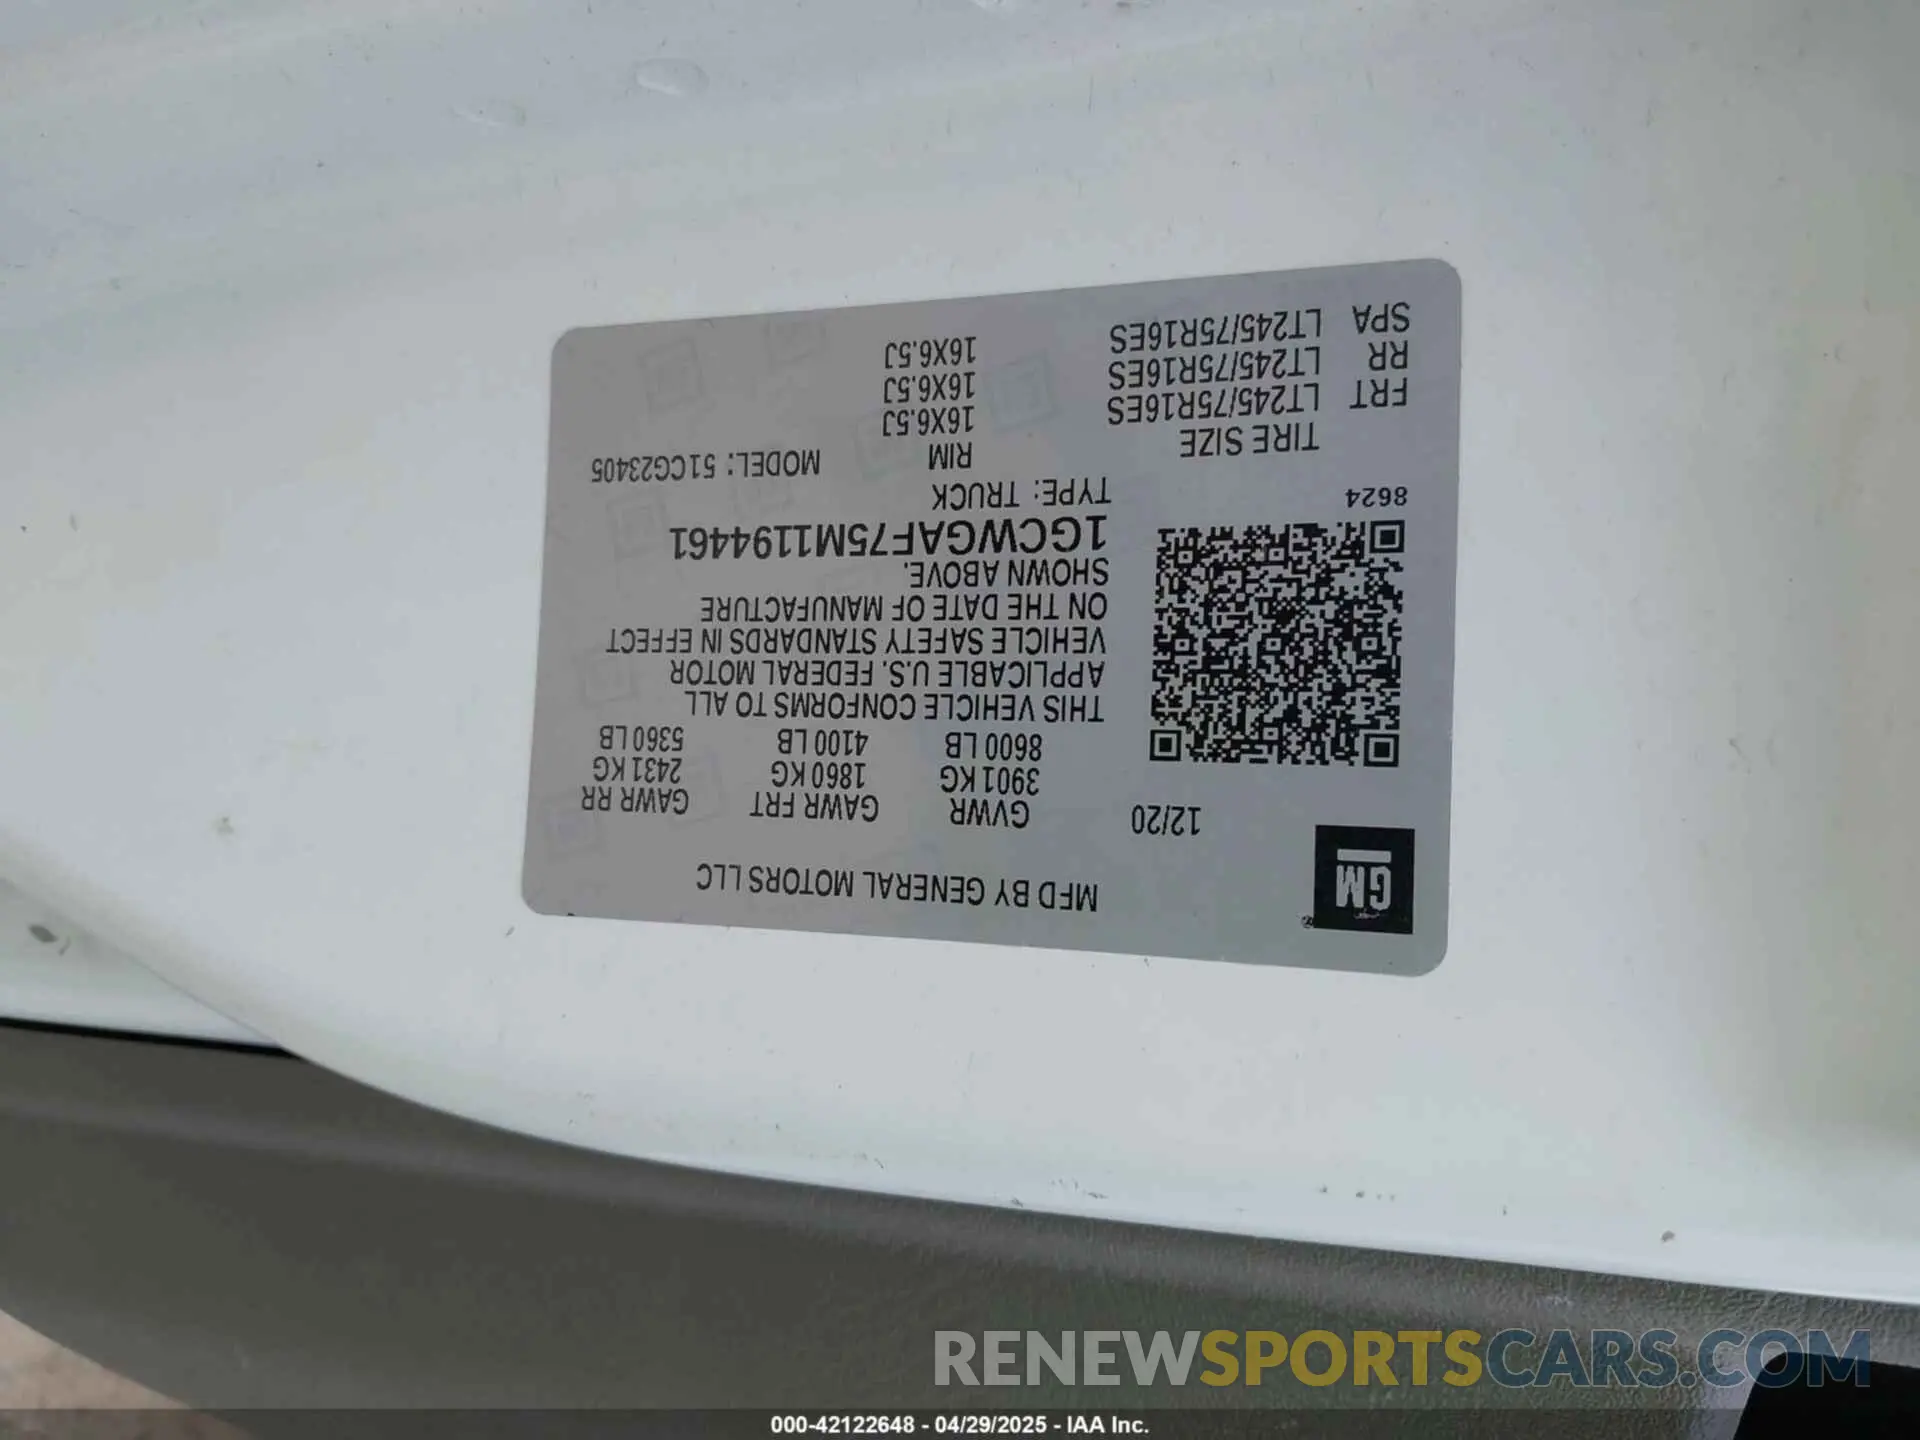 GM ®
MFD BY GENERAL MOTORS LLC
12/20
GVWR GAWR FRT GAWR RR
3901 KG 1860 KG 2431 KG
8600 LB 4100 LB 5360 LB
THIS VEHICLE CONFORMS TO ALL
APPLICABLE U.S. FEDERAL MOTOR
VEHICLE SAFETY STANDARDS IN EFFECT
ON THE DATE OF MANUFACTURE
SHOWN ABOVE.
1GCWGAF75M1194461
8624 TYPE: TRUCK
TIRE SIZE RIM MODEL: 51CG23405
FRT LT245/75R16ES 16X6.5J
RR LT245/75R16ES 16X6.5J
SPA LT245/75R16ES 16X6.5J
RENEWSPORTSCARS.COM
000-42122648 - 04/29/2025 - IAA Inc.